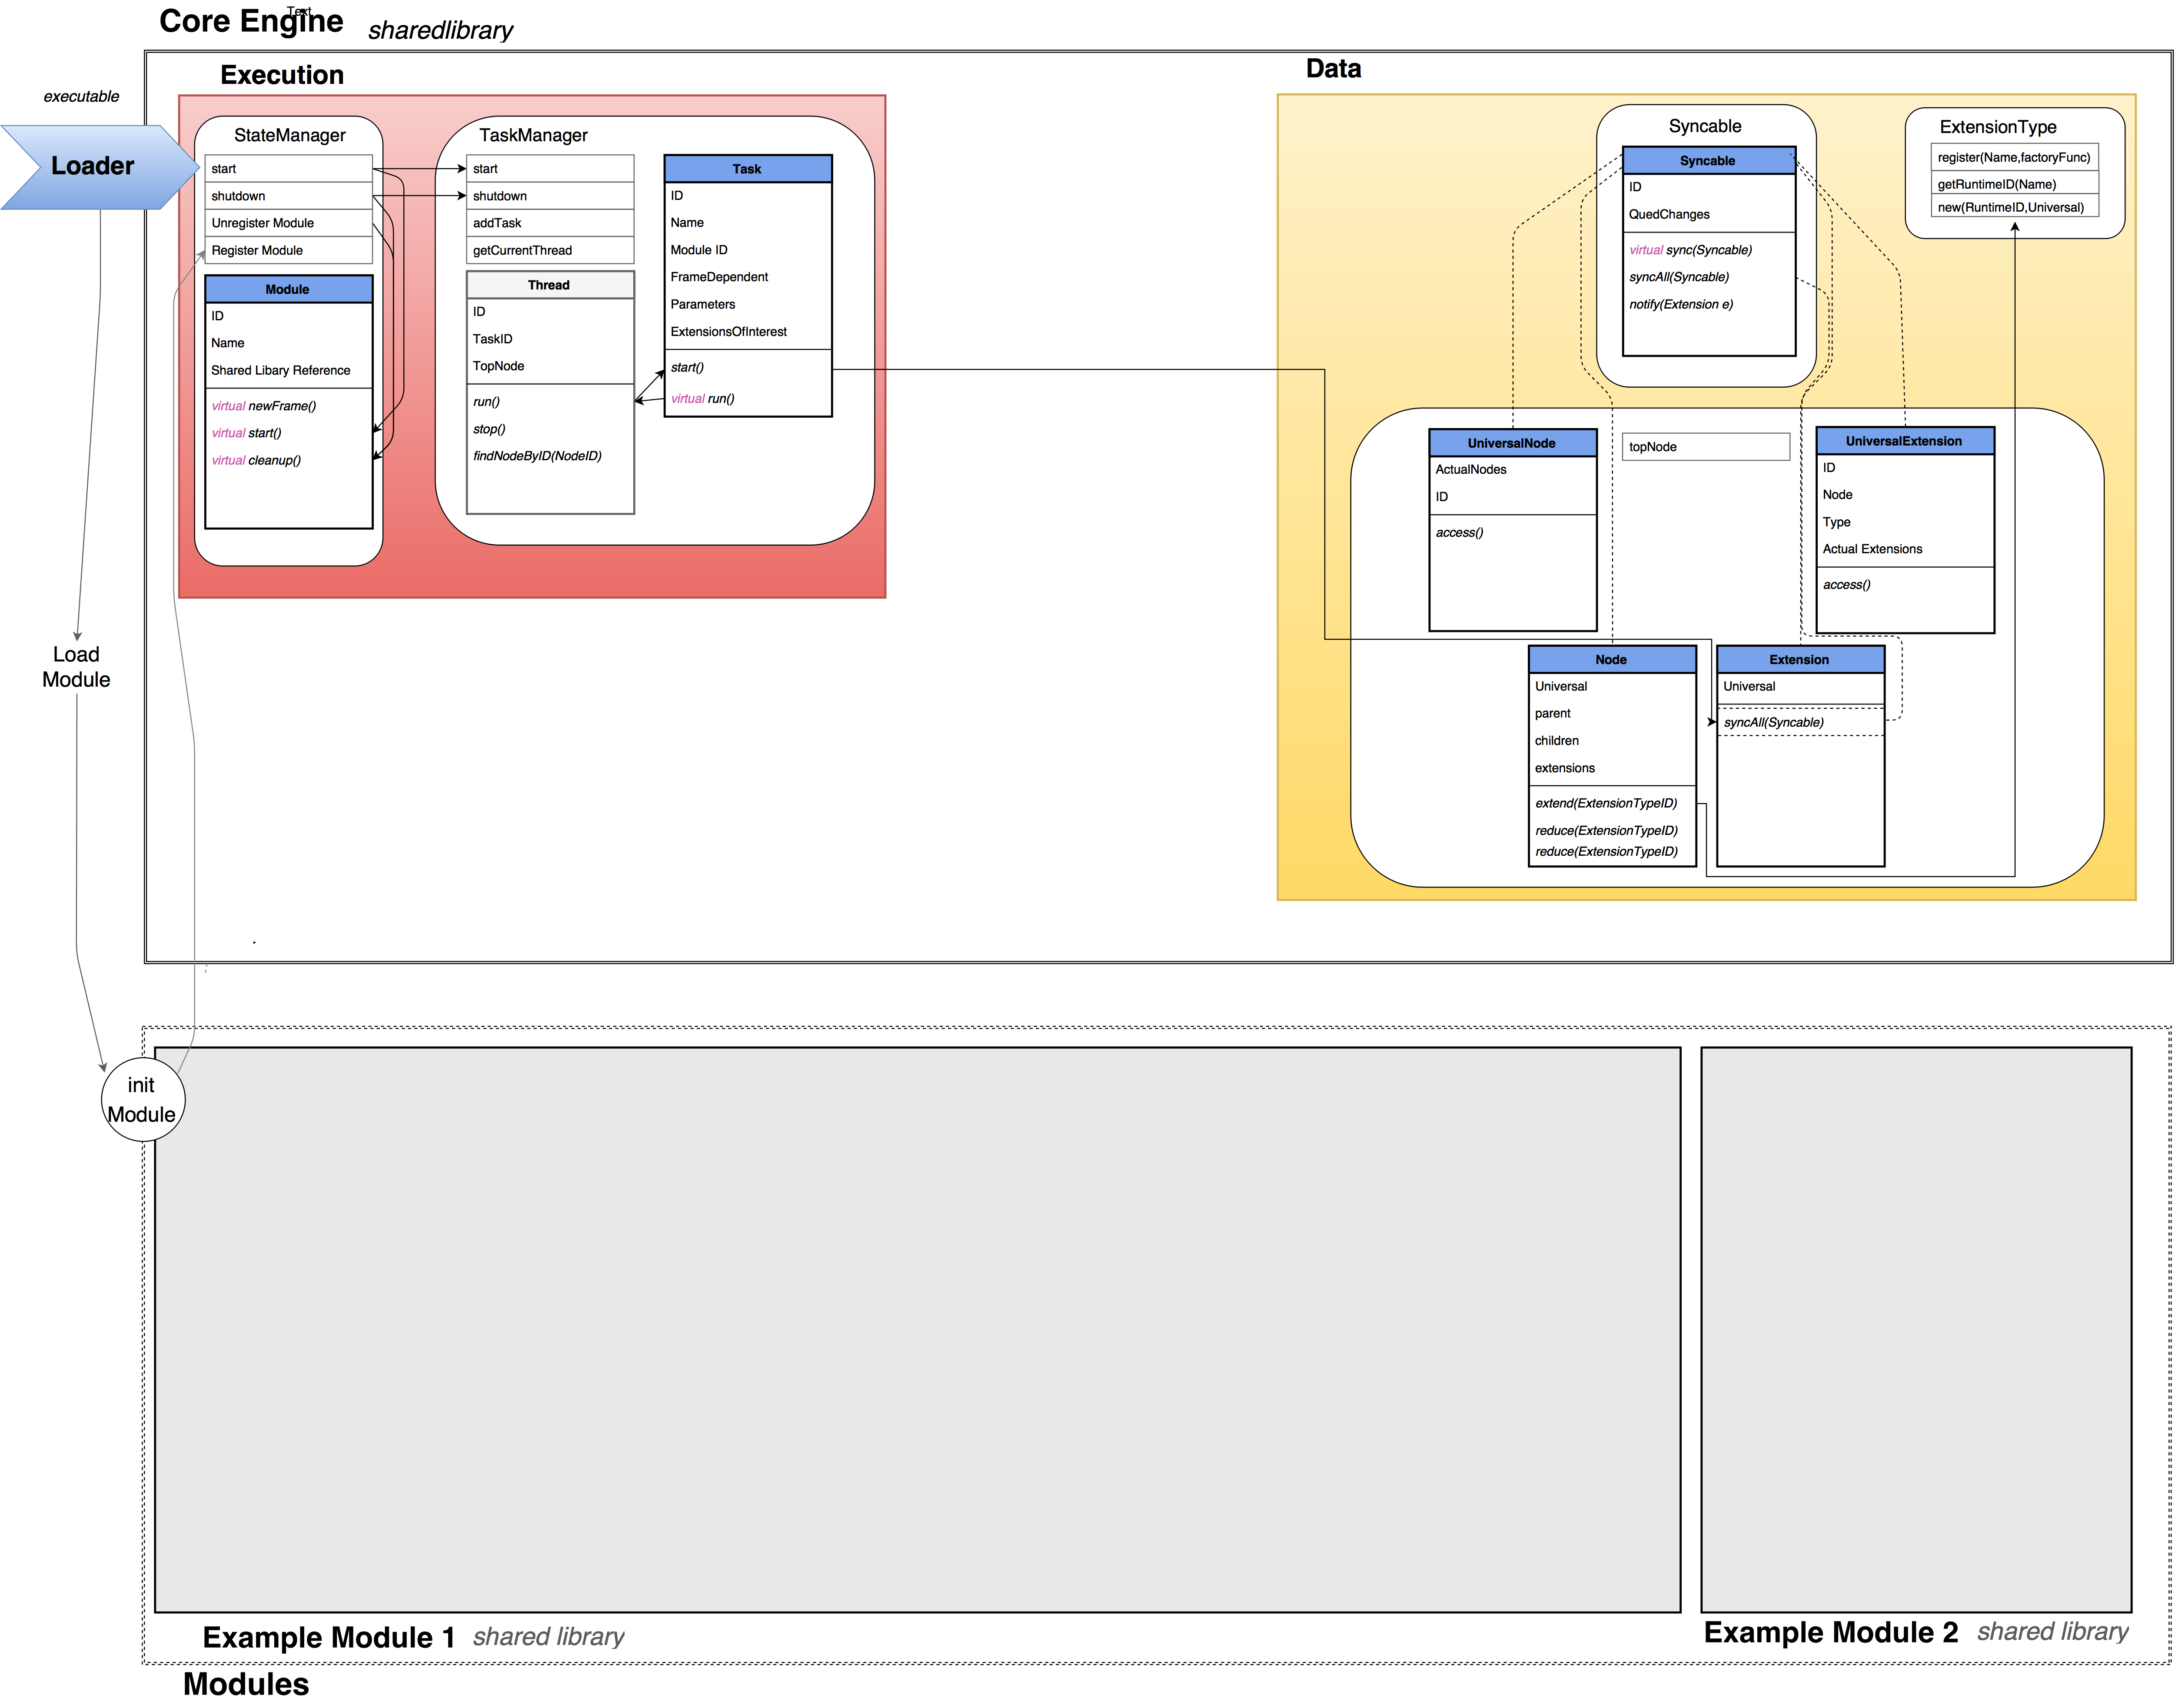 Text
Core Engine
sharedlibrary
Execution
Data
executable
Loader
StateManager
start
shutdown
Unregister Module
Register Module
Module
ID
Name
Shared Libary Reference
virtual newFrame()
virtual start()
virtual cleanup()
TaskManager
start
shutdown
addTask
getCurrentThread
Thread
ID
TaskID
TopNode
run()
stop()
findNodeByID(NodeID)
Task
ID
Name
Module ID
FrameDependent
Parameters
ExtensionsOfInterest
start()
virtual run()
Syncable
Syncable
ID
QuedChanges
virtual sync(Syncable)
syncAll(Syncable)
notify(Extension e)
ExtensionType
register(Name,factoryFunc)
getRuntimeID(Name)
new(RuntimeID,Universal)
UniversalNode
ActualNodes
ID
access()
topNode
UniversalExtension
ID
Node
Type
Actual Extensions
access()
Node
Universal
parent
children
extensions
extend(ExtensionTypeID)
reduce(ExtensionTypeID)
reduce(ExtensionTypeID)
Extension
Universal
syncAll(Syncable)
Load
Module
init
Module
Example Module 1
shared library
Example Module 2
shared library
Modules